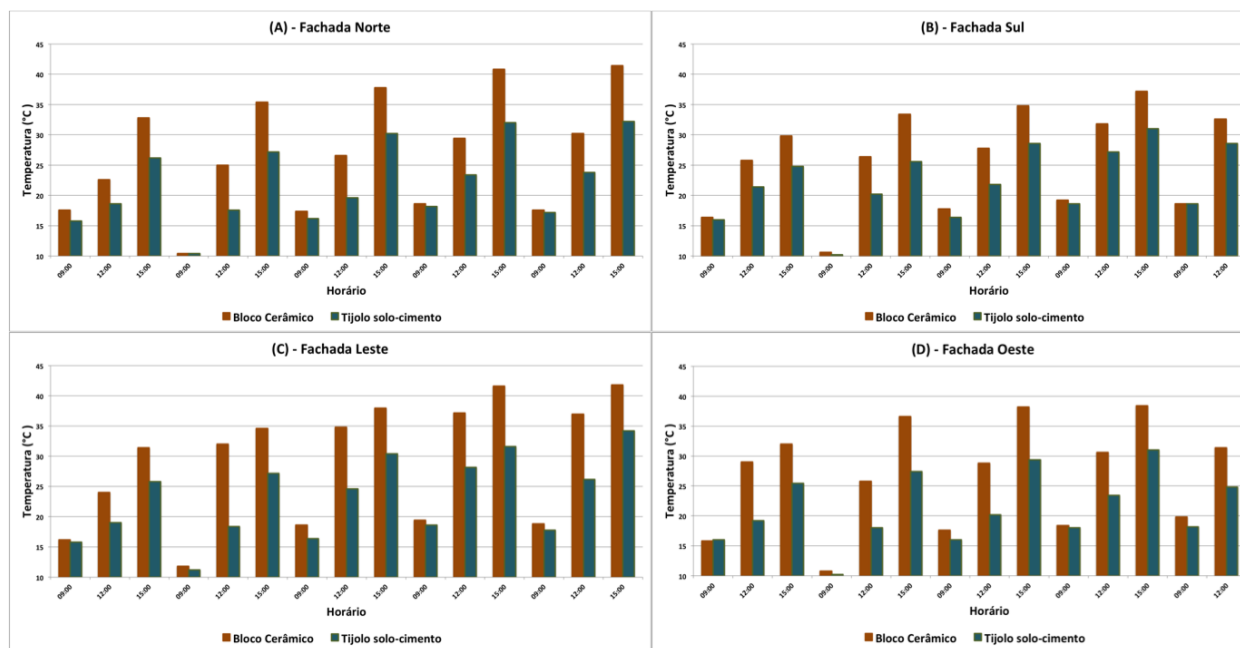 (A) - Fachada Norte
Temperatura (°C)
45
40
35
30
25
20
15
10
09:00 12:00 15:00 09:00 12:00 15:00 09:00 12:00 15:00 09:00 12:00 15:00 09:00 12:00 15:00
Horário
Bloco Cerâmico Tijolo solo-cimento
(B) - Fachada Sul
Temperatura (°C)
45
40
35
30
25
20
15
10
09:00 12:00 15:00 09:00 12:00 15:00 09:00 12:00 15:00 09:00 12:00 15:00 09:00 12:00
Horário
Bloco Cerâmico Tijolo solo-cimento
(C) - Fachada Leste
Temperatura (°C)
45
40
35
30
25
20
15
10
09:00 12:00 15:00 09:00 12:00 15:00 09:00 12:00 15:00 09:00 12:00 15:00 09:00 12:00 15:00
Horário
Bloco Cerâmico Tijolo solo-cimento
(D) - Fachada Oeste
Temperatura (°C)
45
40
35
30
25
20
15
10
09:00 12:00 15:00 09:00 12:00 15:00 09:00 12:00 15:00 09:00 12:00 15:00 09:00 12:00
Horário
Bloco Cerâmico Tijolo solo-cimento